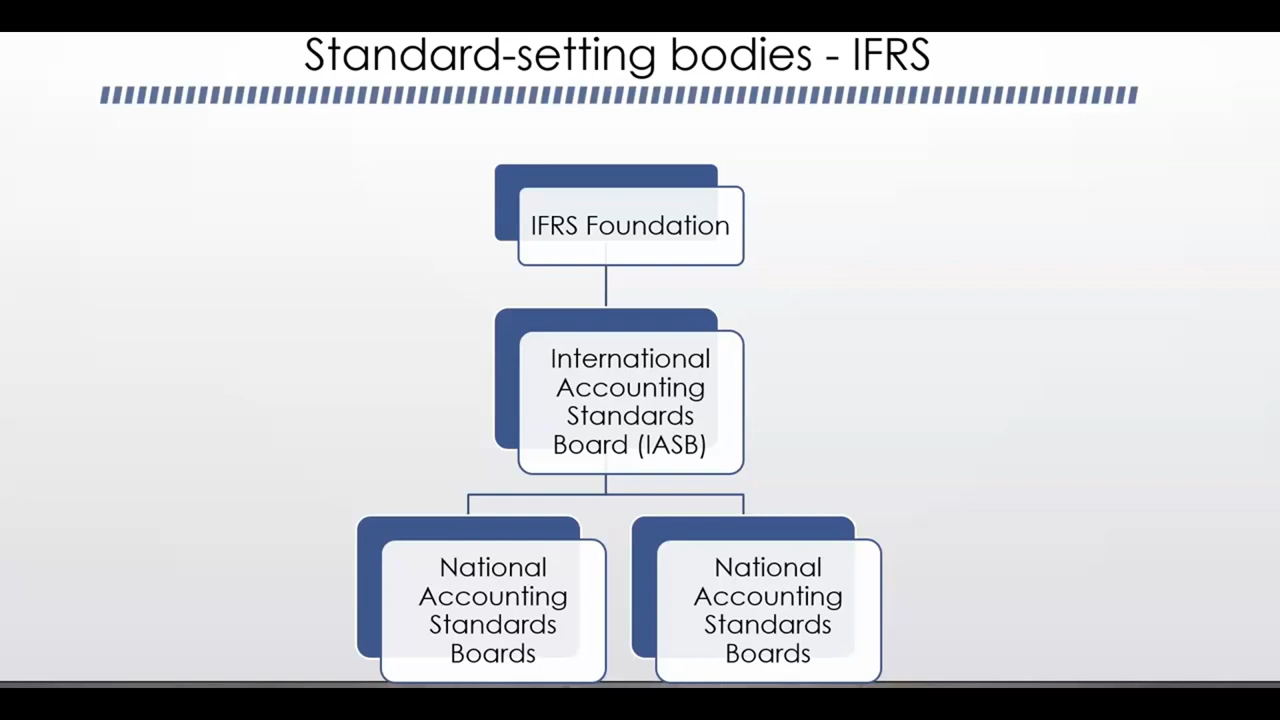 Standard-setting bodies - IFRS
IFRS Foundation
International
Accounting
Standards
Board (IASB)
National
Accounting
Standards
Boards
National
Accounting
Standards
Boards